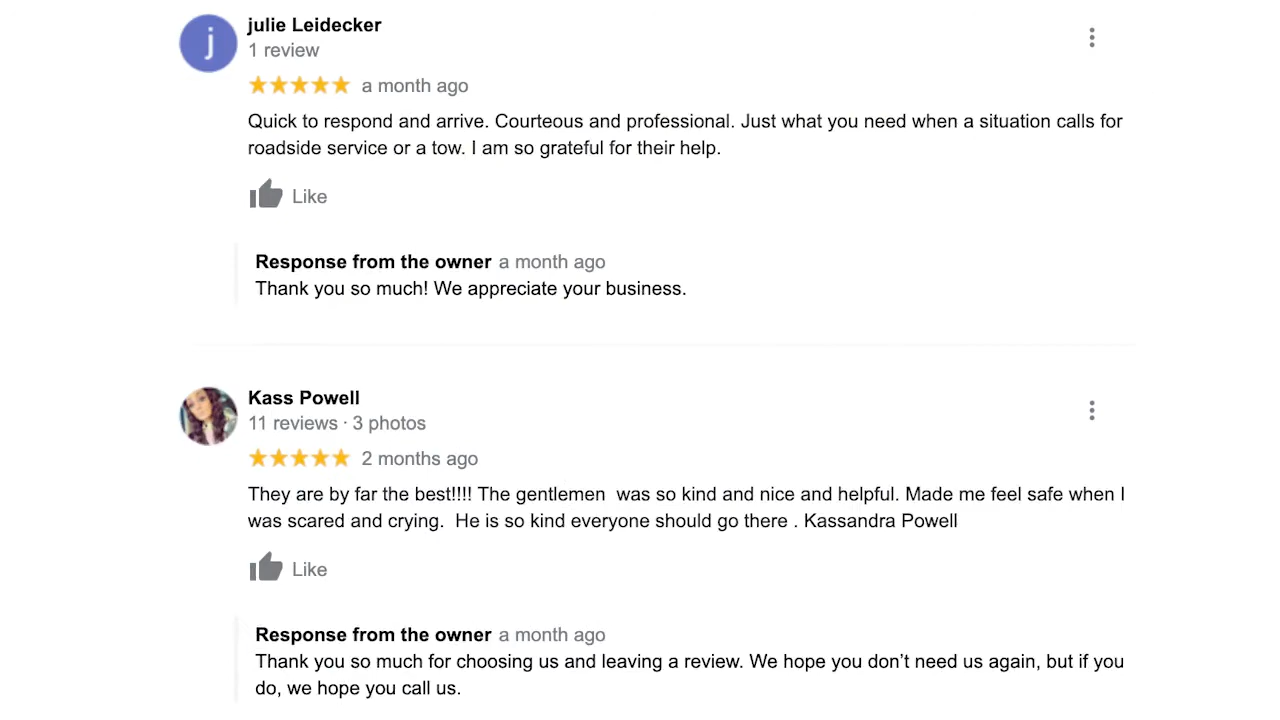 j
julie Leidecker
1 review
a month ago
Quick to respond and arrive. Courteous and professional. Just what you need when a situation calls for
roadside service or a tow. I am so grateful for their help.
Like
Response from the owner a month ago
Thank you so much! We appreciate your business.
Kass Powell
11 reviews · 3 photos
2 months ago
They are by far the best!!!! The gentlemen  was so kind and nice and helpful. Made me feel safe when I
was scared and crying.  He is so kind everyone should go there . Kassandra Powell
Like
Response from the owner a month ago
Thank you so much for choosing us and leaving a review. We hope you don’t need us again, but if you
do, we hope you call us.